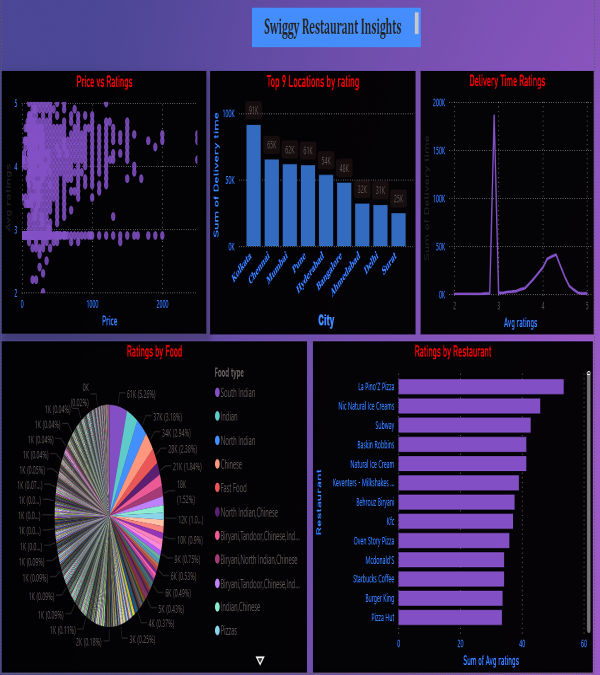 Swiggy Restaurant Insights
Price vs Ratings
5
4
3
2
Avg ratings
0
1000
2000
Price
Top 9 Locations by rating
100K
50K
0K
Sum of Delivery time
91K
65K
62K
61K
54K
48K
32K
31K
25K
Kolkata
Chennai
Mumbai
Pune
Hyderabad
Bangalore
Ahmedabad
Delhi
Surat
City
Delivery Time Ratings
200K
150K
100K
50K
0K
Sum of Delivery time
2
3
4
5
Avg ratings
Ratings by Food
0K
(0.02%)
1K (0.04%)
1K (0.04%)
1K (0.04%)
1K (0.04%)
1K (0.05%)
1K (0.07...)
1K (0.0...)
1K (0.0...)
1K (0.0...)
1K (0.09%)
1K (0.09%)
1K (0.09%)
1K (0.09%)
1K (0.11%)
2K (0.18%)
3K (0.25%)
4K (0.37%)
5K (0.43%)
6K (0.49%)
6K (0.53%)
9K (0.75%)
10K (0.9%)
12K (1.0...)
18K
(1.52%)
21K (1.84%)
28K (2.38%)
34K (2.94%)
37K (3.18%)
61K (5.26%)
Food type
South Indian
Indian
North Indian
Chinese
Fast Food
North Indian,Chinese
Biryani,Tandoor,Chinese,Ind...
Biryani,North Indian,Chinese
Biryani,Tandoor,Chinese,Ind...
Indian,Chinese
Pizzas
Ratings by Restaurant
Restaurant
La Pino'Z Pizza
Nic Natural Ice Creams
Subway
Baskin Robbins
Natural Ice Cream
Keventers - Milkshakes ...
Behrouz Biryani
Kfc
Oven Story Pizza
Mcdonald'S
Starbucks Coffee
Burger King
Pizza Hut
0
20
40
60
Sum of Avg ratings